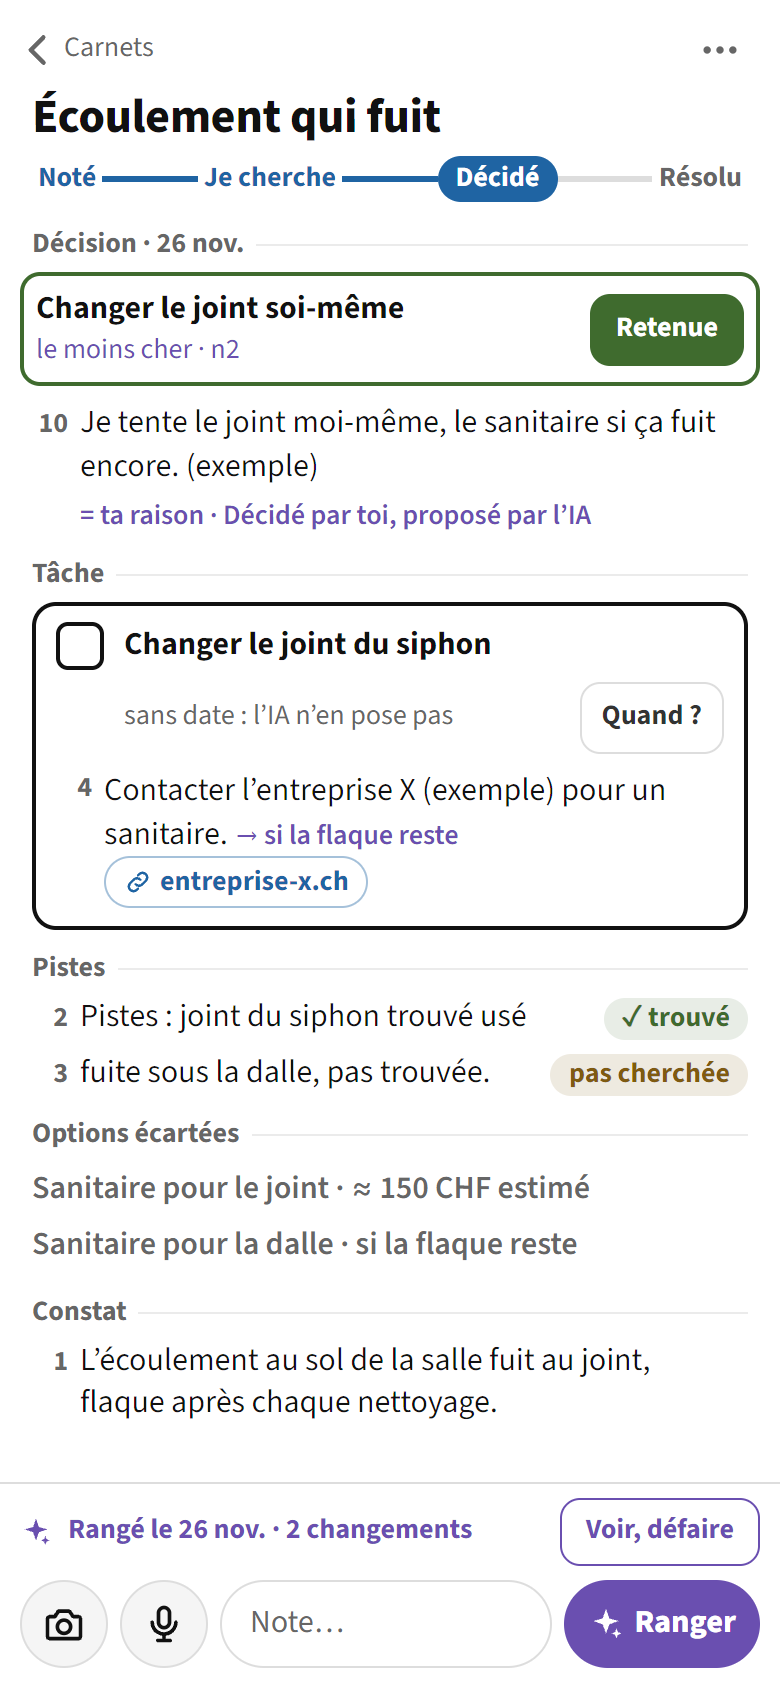 Carnets
Écoulement qui fuit
Noté Je cherche Décidé Résolu
Décision · 26 nov.
Changer le joint soi-même
le moins cher · n2
Retenue
10 Je tente le joint moi-même, le sanitaire si ça fuit
encore. (exemple)
= ta raison · Décidé par toi, proposé par l’IA
Tâche
Changer le joint du siphon
sans date : l’IA n’en pose pas
Quand ?
4 Contacter l’entreprise X (exemple) pour un
sanitaire. → si la flaque reste
entreprise-x.ch
Pistes
2 Pistes : joint du siphon trouvé usé ✓ trouvé
3 fuite sous la dalle, pas trouvée. pas cherchée
Options écartées
Sanitaire pour le joint · ≈ 150 CHF estimé
Sanitaire pour la dalle · si la flaque reste
Constat
1 L’écoulement au sol de la salle fuit au joint,
flaque après chaque nettoyage.
Rangé le 26 nov. · 2 changements
Voir, défaire
Note…
Ranger